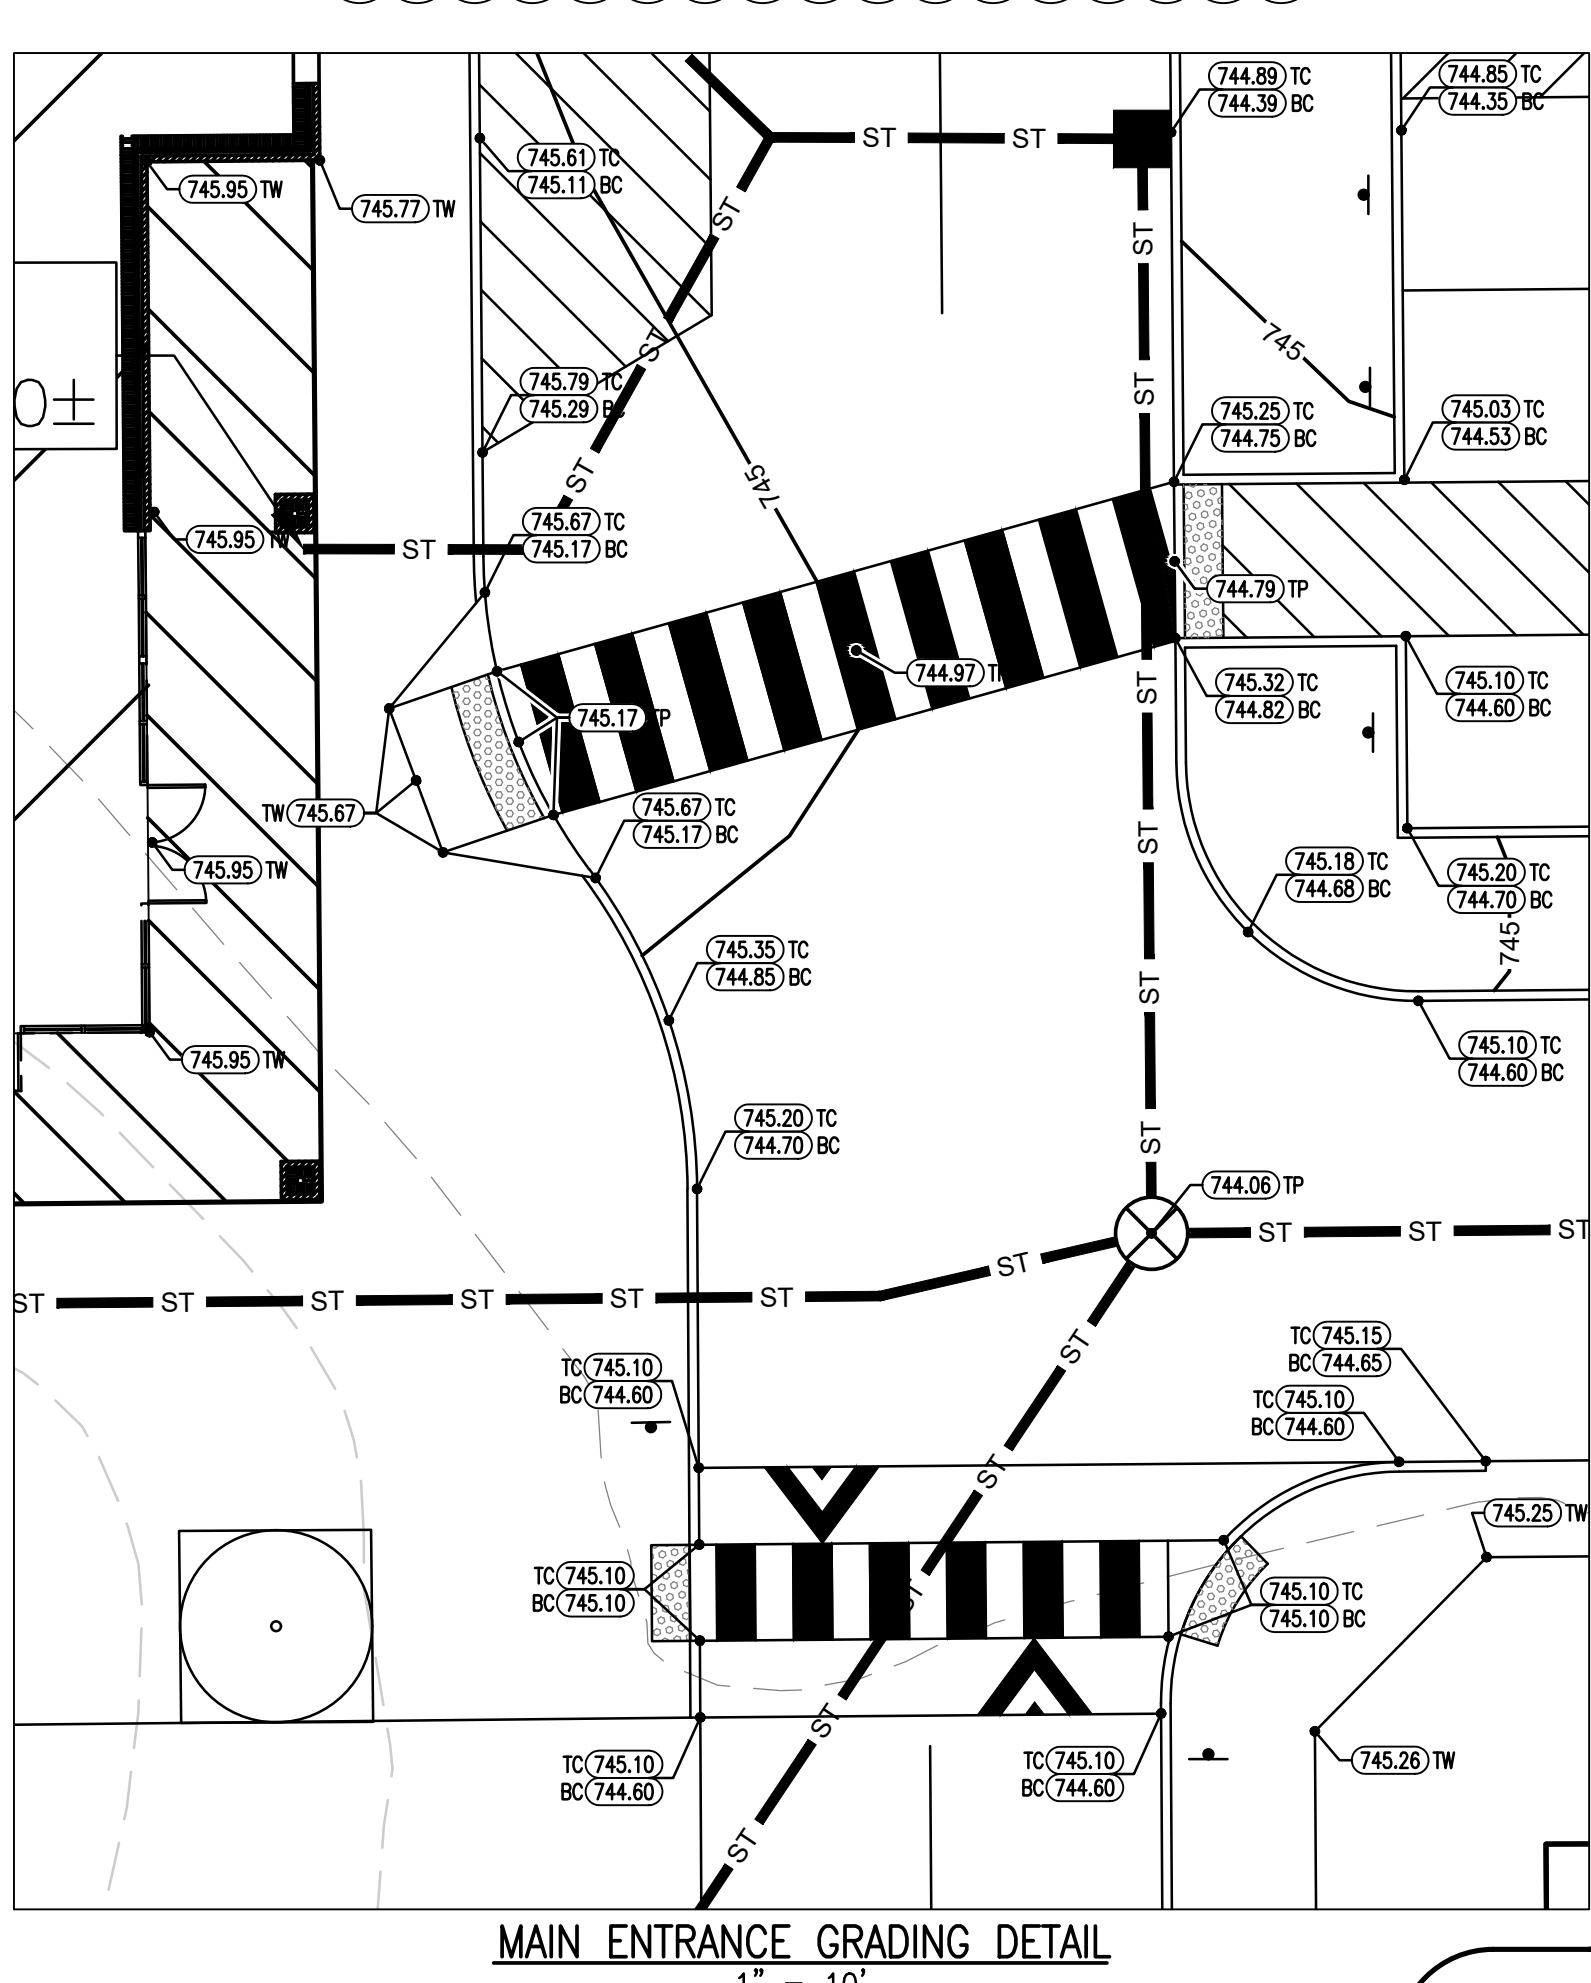 744.89 TC
744.39 BC
744.85 TC
744.35 BC
ST ST
745.61 TC
745.11 BC
745.95 TW
745.77 TW
ST
ST
745
ST
745.79 TC
745.29 BC
ST
745.25 TC
744.75 BC
745.03 TC
744.53 BC
HO
ST
745
745.67 TC
745.17 BC
745.95 TW
ST
744.79 TP
744.97 TP
745.32 TC
744.82 BC
745.10 TC
744.60 BC
ST
745.17 TP
TW 745.67
745.67 TC
745.17 BC
ST
745.95 TW
745.18 TC
744.68 BC
745.20 TC
744.70 BC
745
745.35 TC
744.85 BC
ST
745.95 TW
745.10 TC
744.60 BC
745.20 TC
744.70 BC
ST
744.06 TP
ST ST ST
ST
ST ST ST ST ST ST
ST
TC 745.15
BC 744.65
TC 745.10
BC 744.60
TC 745.10
BC 744.60
ST
745.25 TW
TC 745.10
BC 745.10
ST
745.10 TC
745.10 BC
ST
TC 745.10
BC 744.60
TC 745.10
BC 744.60
745.26 TW
ST
MAIN ENTRANCE GRADING DETAIL
1" = 10'